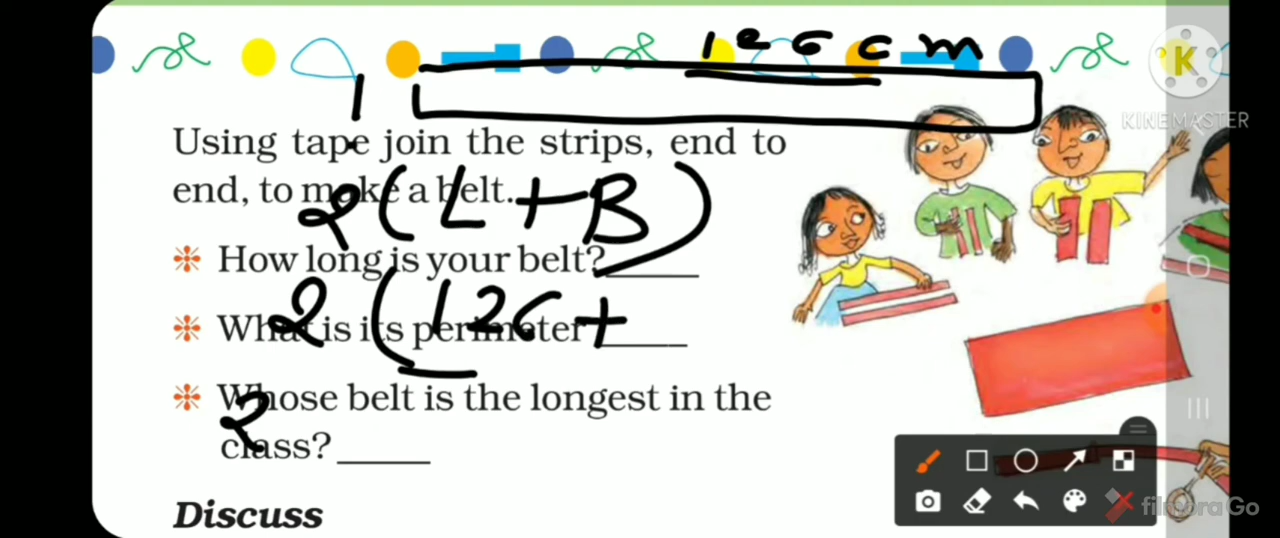 126 cm
1
KINEMASTER
Using tape join the strips, end to
end, to make a belt.
2(L+B)
How long is your belt?
2(126+
What is its perimeter
Whose belt is the longest in the
2
class?
Discuss
filmoraGo